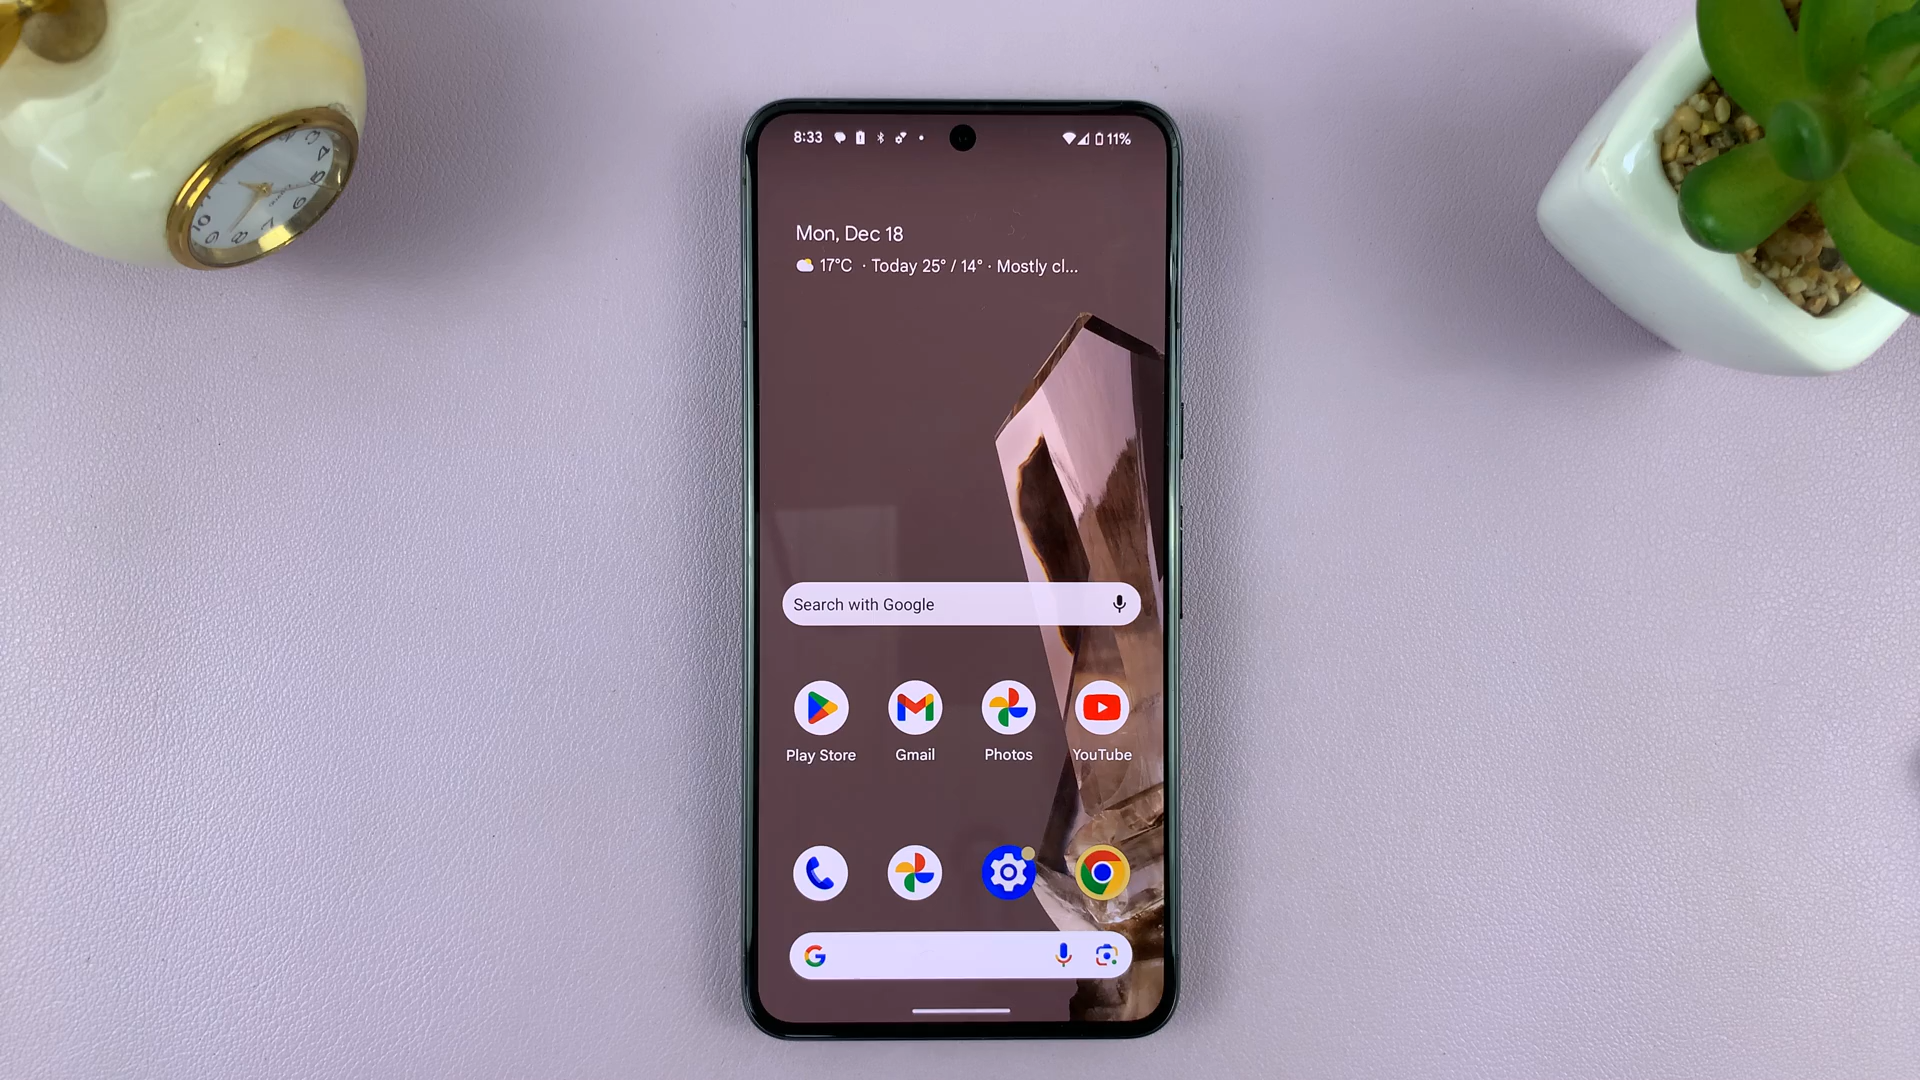 8:33 11%
Mon, Dec 18
17°C · Today 25° / 14° · Mostly cl...
Search with Google
Play Store Gmail Photos YouTube